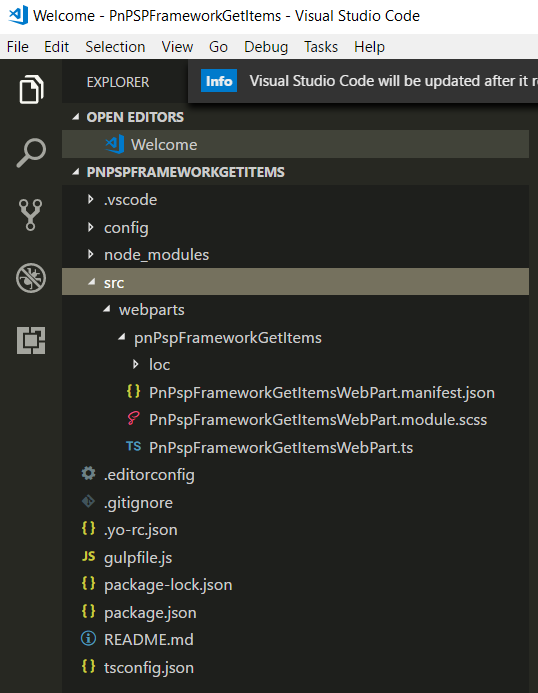 Welcome - PnPSPFrameworkGetItems - Visual Studio Code
File Edit Selection View Go Debug Tasks Help
EXPLORER
Info Visual Studio Code will be updated after it re
OPEN EDITORS
Welcome
PNPSPFRAMEWORKGETITEMS
.vscode
config
node_modules
src
webparts
pnPspFrameworkGetItems
loc
{} PnPspFrameworkGetItemsWebPart.manifest.json
PnPspFrameworkGetItemsWebPart.module.scss
TS PnPspFrameworkGetItemsWebPart.ts
.editorconfig
.gitignore
{} .yo-rc.json
JS gulpfile.js
{} package-lock.json
{} package.json
README.md
{} tsconfig.json